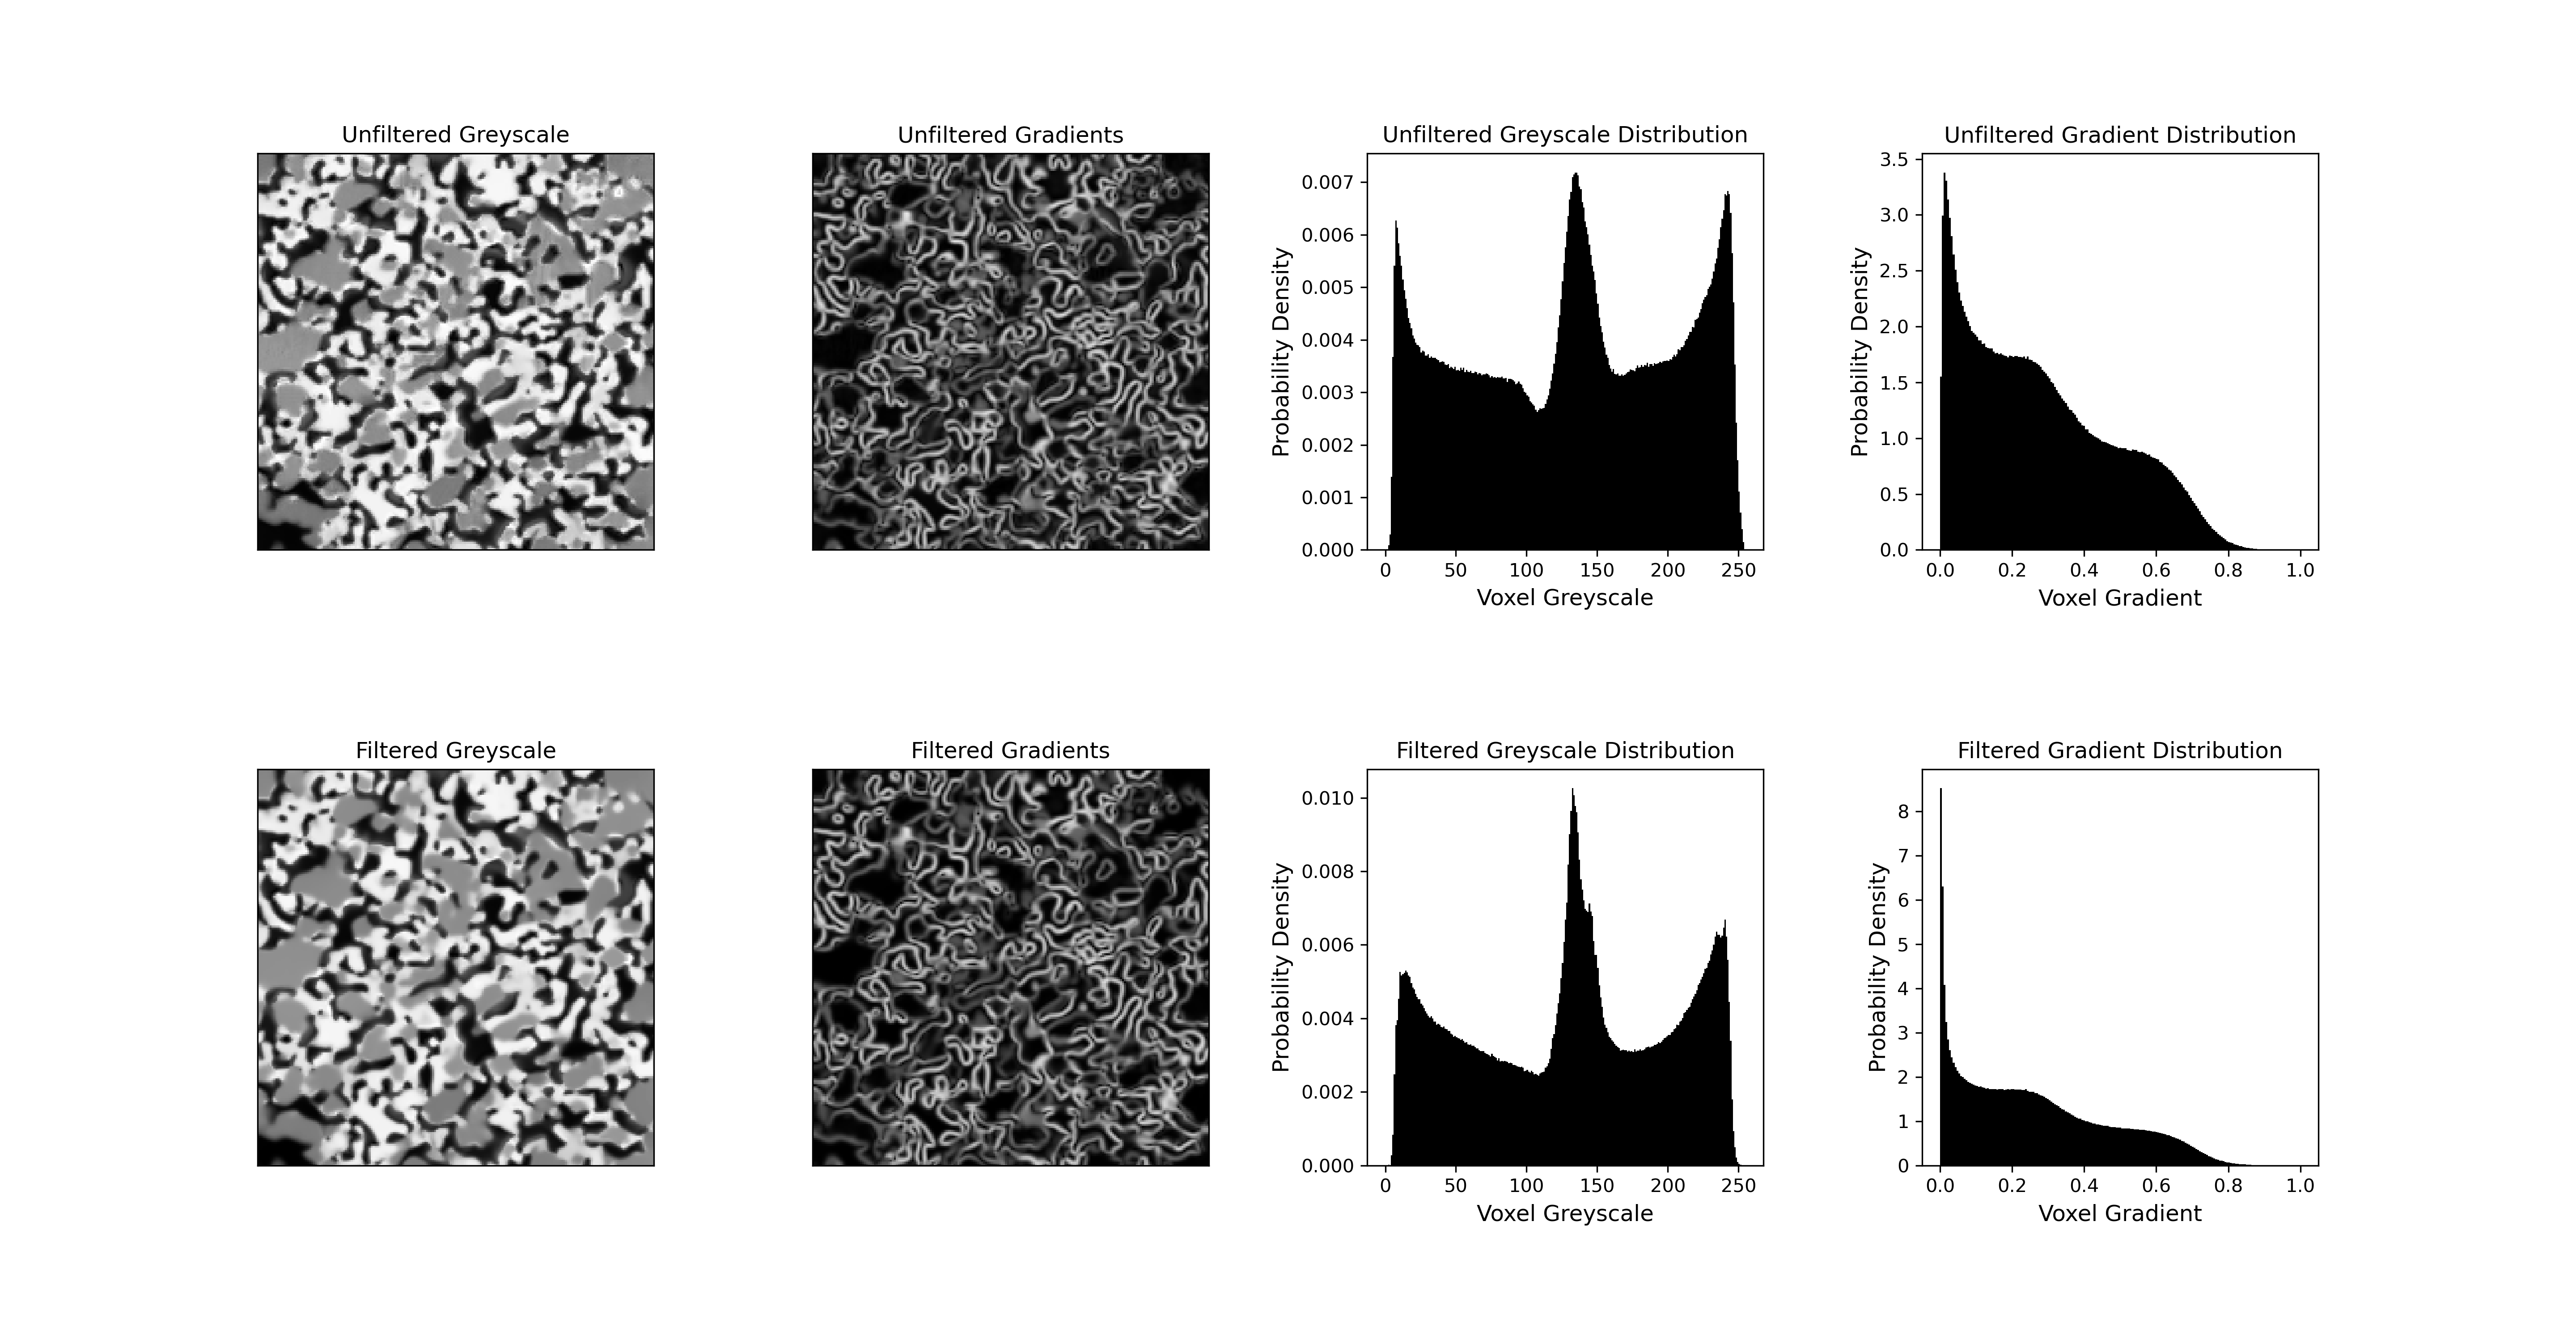 Unfiltered Greyscale
Unfiltered Gradients
Unfiltered Greyscale Distribution
0.007
0.006
0.005
0.004
0.003
0.002
0.001
0.000
Probability Density
0 50 100 150 200 250
Voxel Greyscale
Unfiltered Gradient Distribution
3.5
3.0
2.5
2.0
1.5
1.0
0.5
0.0
Probability Density
0.0 0.2 0.4 0.6 0.8 1.0
Voxel Gradient
Filtered Greyscale
Filtered Gradients
Filtered Greyscale Distribution
0.010
0.008
0.006
0.004
0.002
0.000
Probability Density
0 50 100 150 200 250
Voxel Greyscale
Filtered Gradient Distribution
8
7
6
5
4
3
2
1
0
Probability Density
0.0 0.2 0.4 0.6 0.8 1.0
Voxel Gradient